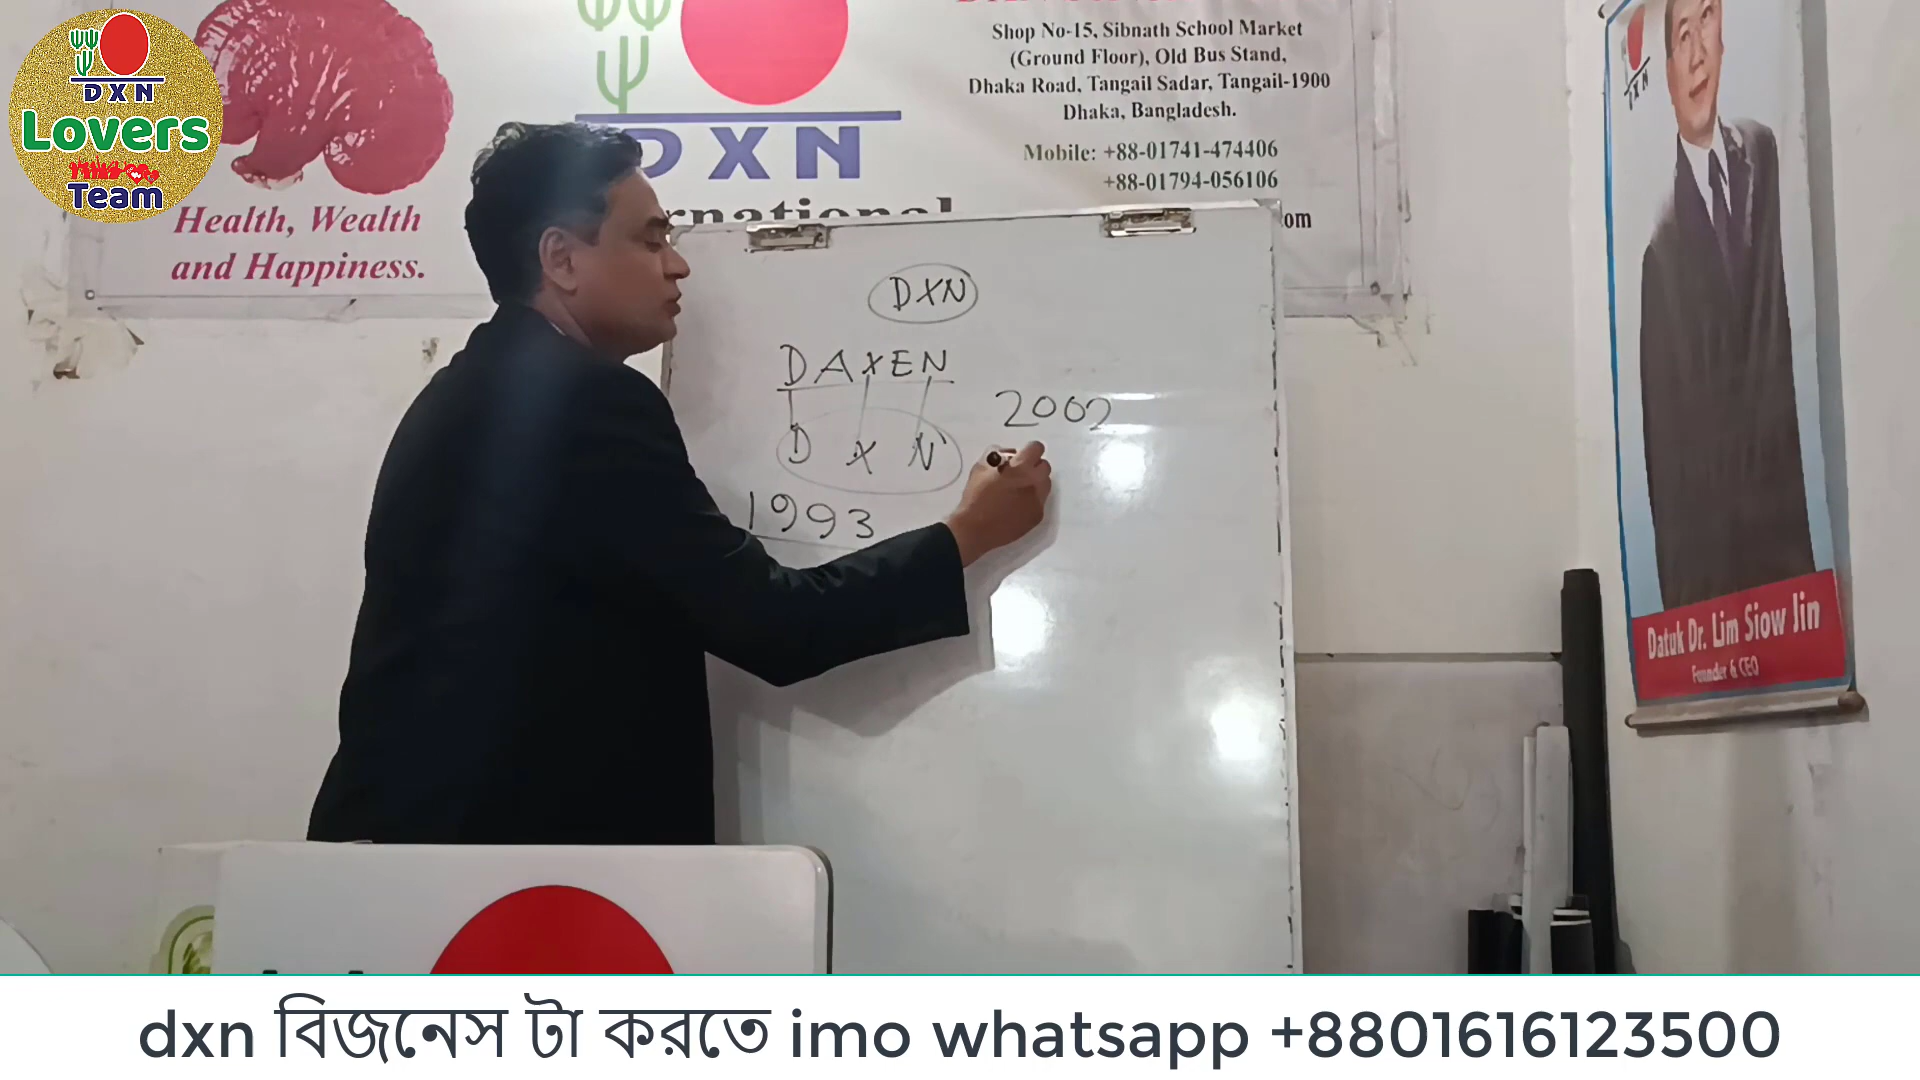 DXN
Lovers
Team
Health, Wealth
and Happiness.
DXN
Shop No-15, Sibnath School Market
(Ground Floor), Old Bus Stand,
Dhaka Road, Tangail Sadar, Tangail-1900
Dhaka, Bangladesh.
Mobile: +88-01741-474406
+88-01794-056106
om
DXN
DAXEN
D X N
2002
1993
DXN
Datuk Dr. Lim Siow Jin
Founder & CEO
dxn বিজনেস টা করতে imo whatsapp +8801616123500